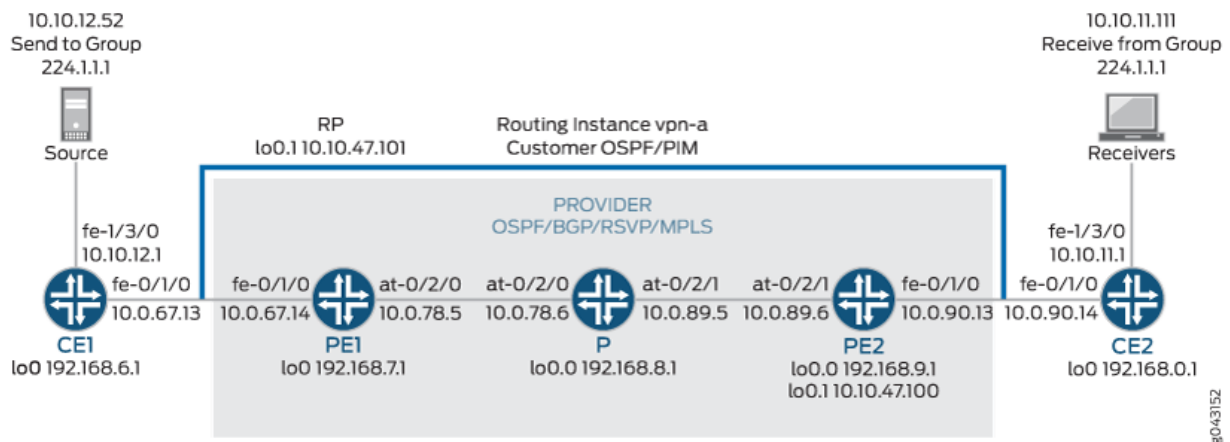 10.10.12.52
Send to Group
224.1.1.1
Source
10.10.11.111
Receive from Group
224.1.1.1
Receivers
RP
lo0.1 10.10.47.101
Routing Instance vpn-a
Customer OSPF/PIM
PROVIDER
OSPF/BGP/RSVP/MPLS
fe-1/3/0
10.10.12.1
fe-1/3/0
10.10.11.1
fe-0/1/0
10.0.67.13
fe-0/1/0
10.0.67.14
at-0/2/0
10.0.78.5
at-0/2/0
10.0.78.6
at-0/2/1
10.0.89.5
at-0/2/1
10.0.89.6
fe-0/1/0
10.0.90.13
fe-0/1/0
10.0.90.14
CE1
lo0 192.168.6.1
PE1
lo0 192.168.7.1
P
lo0.0 192.168.8.1
PE2
lo0.0 192.168.9.1
lo0.1 10.10.47.100
CE2
lo0 192.168.0.1
g043152